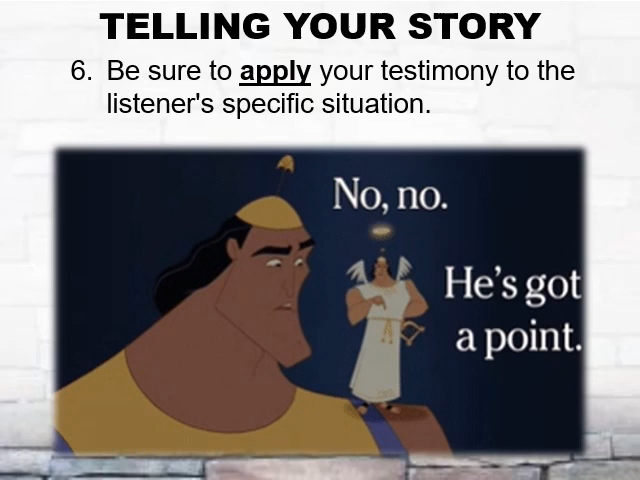 TELLING YOUR STORY
6. Be sure to apply your testimony to the
listener's specific situation.
No, no.
He's got
a point.